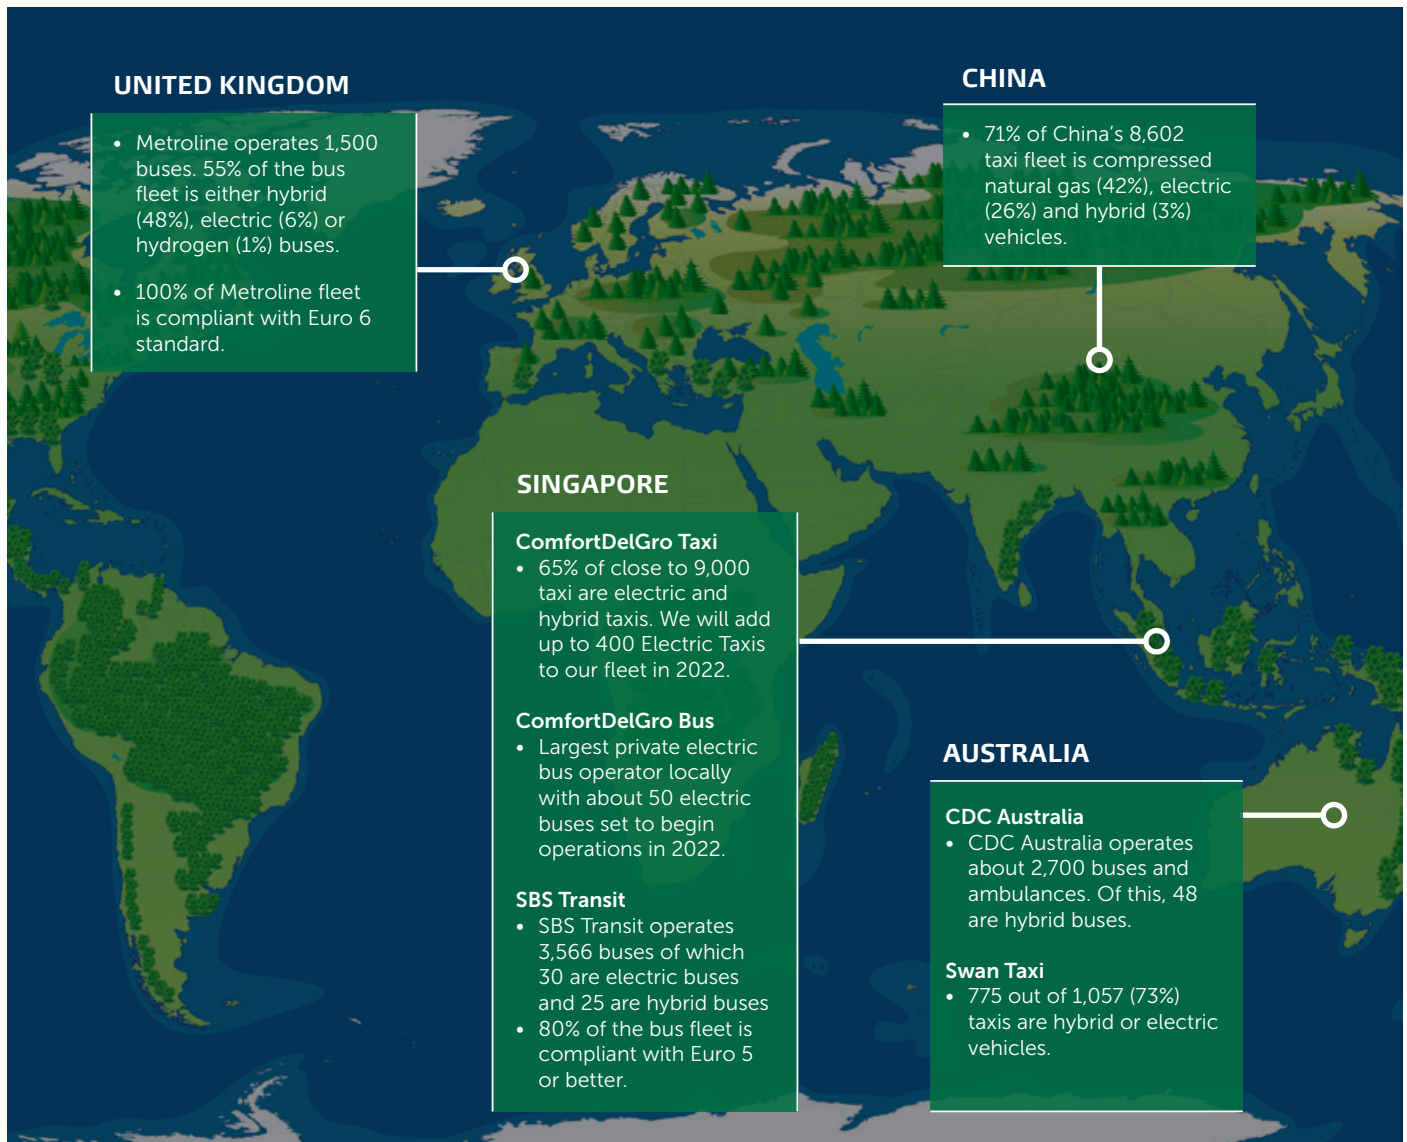 UNITED KINGDOM
• Metroline operates 1,500
buses. 55% of the bus
fleet is either hybrid
(48%), electric (6%) or
hydrogen (1%) buses.
• 100% of Metroline fleet
is compliant with Euro 6
standard.
CHINA
• 71% of China’s 8,602
taxi fleet is compressed
natural gas (42%), electric
(26%) and hybrid (3%)
vehicles.
SINGAPORE
ComfortDelGro Taxi
• 65% of close to 9,000
taxi are electric and
hybrid taxis. We will add
up to 400 Electric Taxis
to our fleet in 2022.
ComfortDelGro Bus
• Largest private electric
bus operator locally
with about 50 electric
buses set to begin
operations in 2022.
SBS Transit
• SBS Transit operates
3,566 buses of which
30 are electric buses
and 25 are hybrid buses
• 80% of the bus fleet is
compliant with Euro 5
or better.
AUSTRALIA
CDC Australia
• CDC Australia operates
about 2,700 buses and
ambulances. Of this, 48
are hybrid buses.
Swan Taxi
• 775 out of 1,057 (73%)
taxis are hybrid or electric
vehicles.